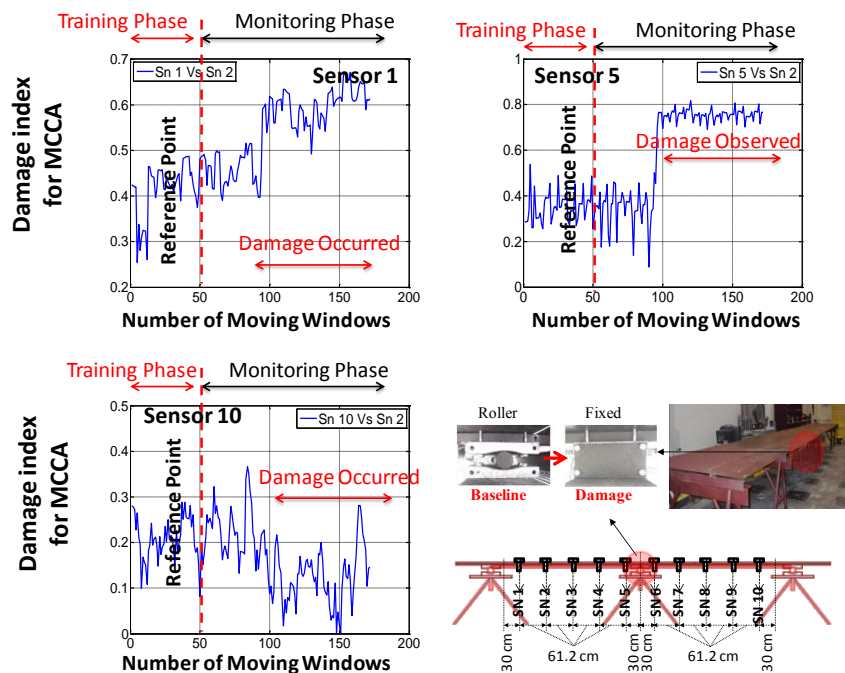 Training Phase
Monitoring Phase
Sn 1 Vs Sn 2
Sensor 1
Damage index
for MCCA
Reference Point
Damage Occurred
0.7
0.6
0.5
0.4
0.3
0.2
0 50 100 150 200
Number of Moving Windows
Training Phase
Monitoring Phase
Sensor 5
Sn 5 Vs Sn 2
Reference Point
Damage Observed
1
0.8
0.6
0.4
0.2
0
0 50 100 150 200
Number of Moving Windows
Training Phase
Monitoring Phase
Sensor 10
Sn 10 Vs Sn 2
Damage index
for MCCA
Reference Point
Damage Occurred
0.5
0.4
0.3
0.2
0.1
0
0 50 100 150 200
Number of Moving Windows
Roller
Fixed
Baseline
Damage
SN 1
SN 2
SN 3
SN 4
SN 5
SN 6
SN 7
SN 8
SN 9
SN 10
30 cm
61.2 cm
30 cm
30 cm
61.2 cm
30 cm